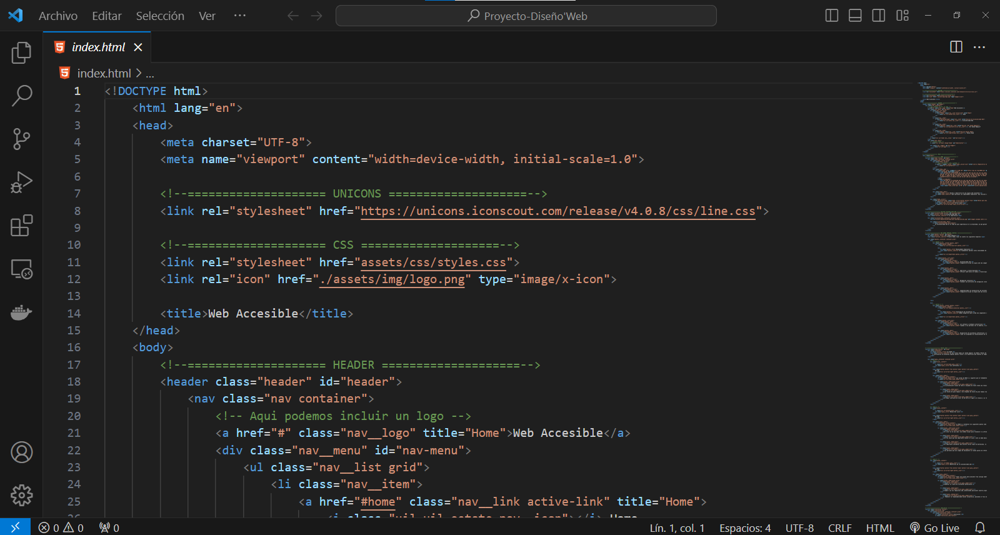 Archivo Editar Selección Ver ··· Proyecto-Diseño'Web
index.html
index.html > ...
1 <!DOCTYPE html>
2 <html lang="en">
3 <head>
4 <meta charset="UTF-8">
5 <meta name="viewport" content="width=device-width, initial-scale=1.0">
6
7 <!--==================== UNICONS ====================-->
8 <link rel="stylesheet" href="https://unicons.iconscout.com/release/v4.0.8/css/line.css">
9
10 <!--==================== CSS ====================-->
11 <link rel="stylesheet" href="assets/css/styles.css">
12 <link rel="icon" href="./assets/img/logo.png" type="image/x-icon">
13
14 <title>Web Accesible</title>
15 </head>
16 <body>
17 <!--==================== HEADER ====================-->
18 <header class="header" id="header">
19 <nav class="nav container">
20 <!-- Aqui podemos incluir un logo -->
21 <a href="#" class="nav__logo" title="Home">Web Accesible</a>
22 <div class="nav__menu" id="nav-menu">
23 <ul class="nav__list grid">
24 <li class="nav__item">
25 <a href="#home" class="nav__link active-link" title="Home">
26 <i class="uil uil-estate nav__icon"></i> Home
0 0 0 Lín. 1, col. 1 Espacios: 4 UTF-8 CRLF HTML Go Live